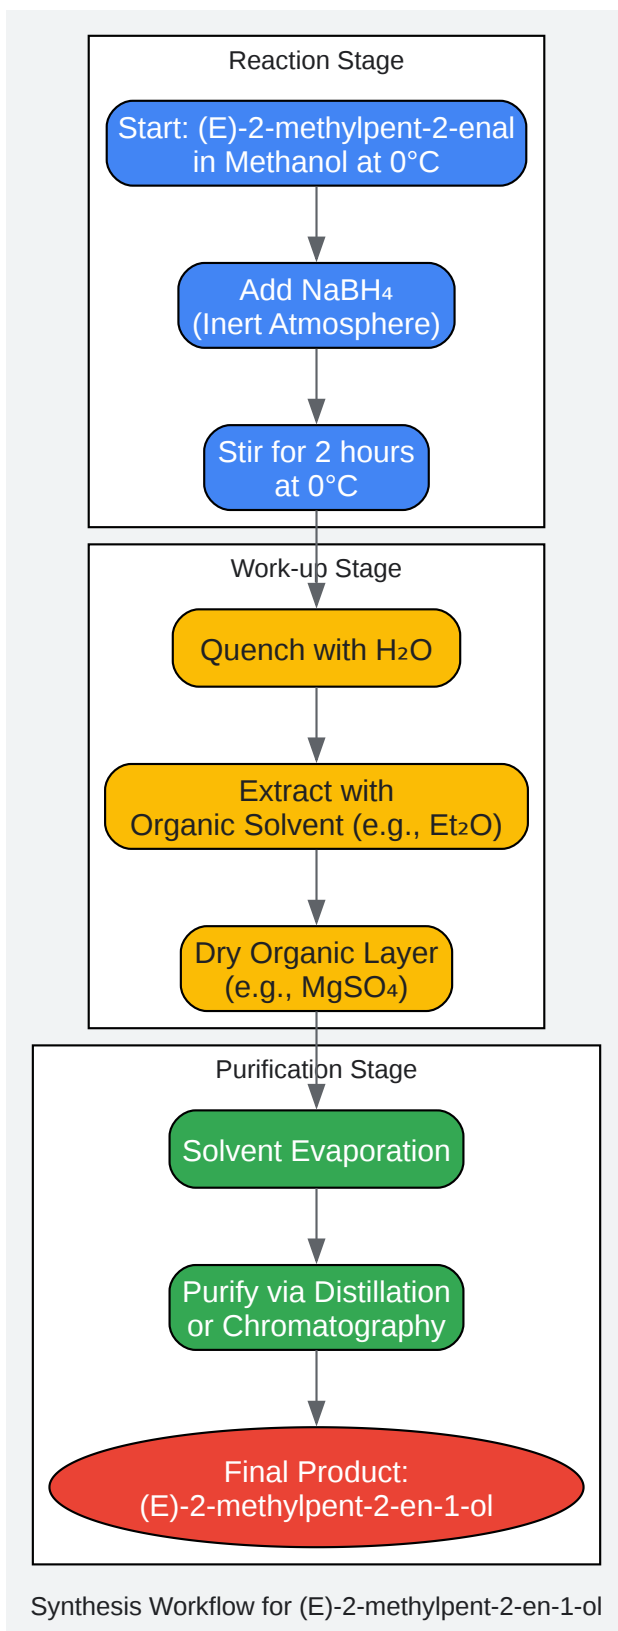 Reaction Stage
Start: (E)-2-methylpent-2-enal
in Methanol at 0°C
Add NaBH₄
(Inert Atmosphere)
Stir for 2 hours
at 0°C
Work-up Stage
Quench with H₂O
Extract with
Organic Solvent (e.g., Et₂O)
Dry Organic Layer
(e.g., MgSO₄)
Purification Stage
Solvent Evaporation
Purify via Distillation
or Chromatography
Final Product:
(E)-2-methylpent-2-en-1-ol
Synthesis Workflow for (E)-2-methylpent-2-en-1-ol